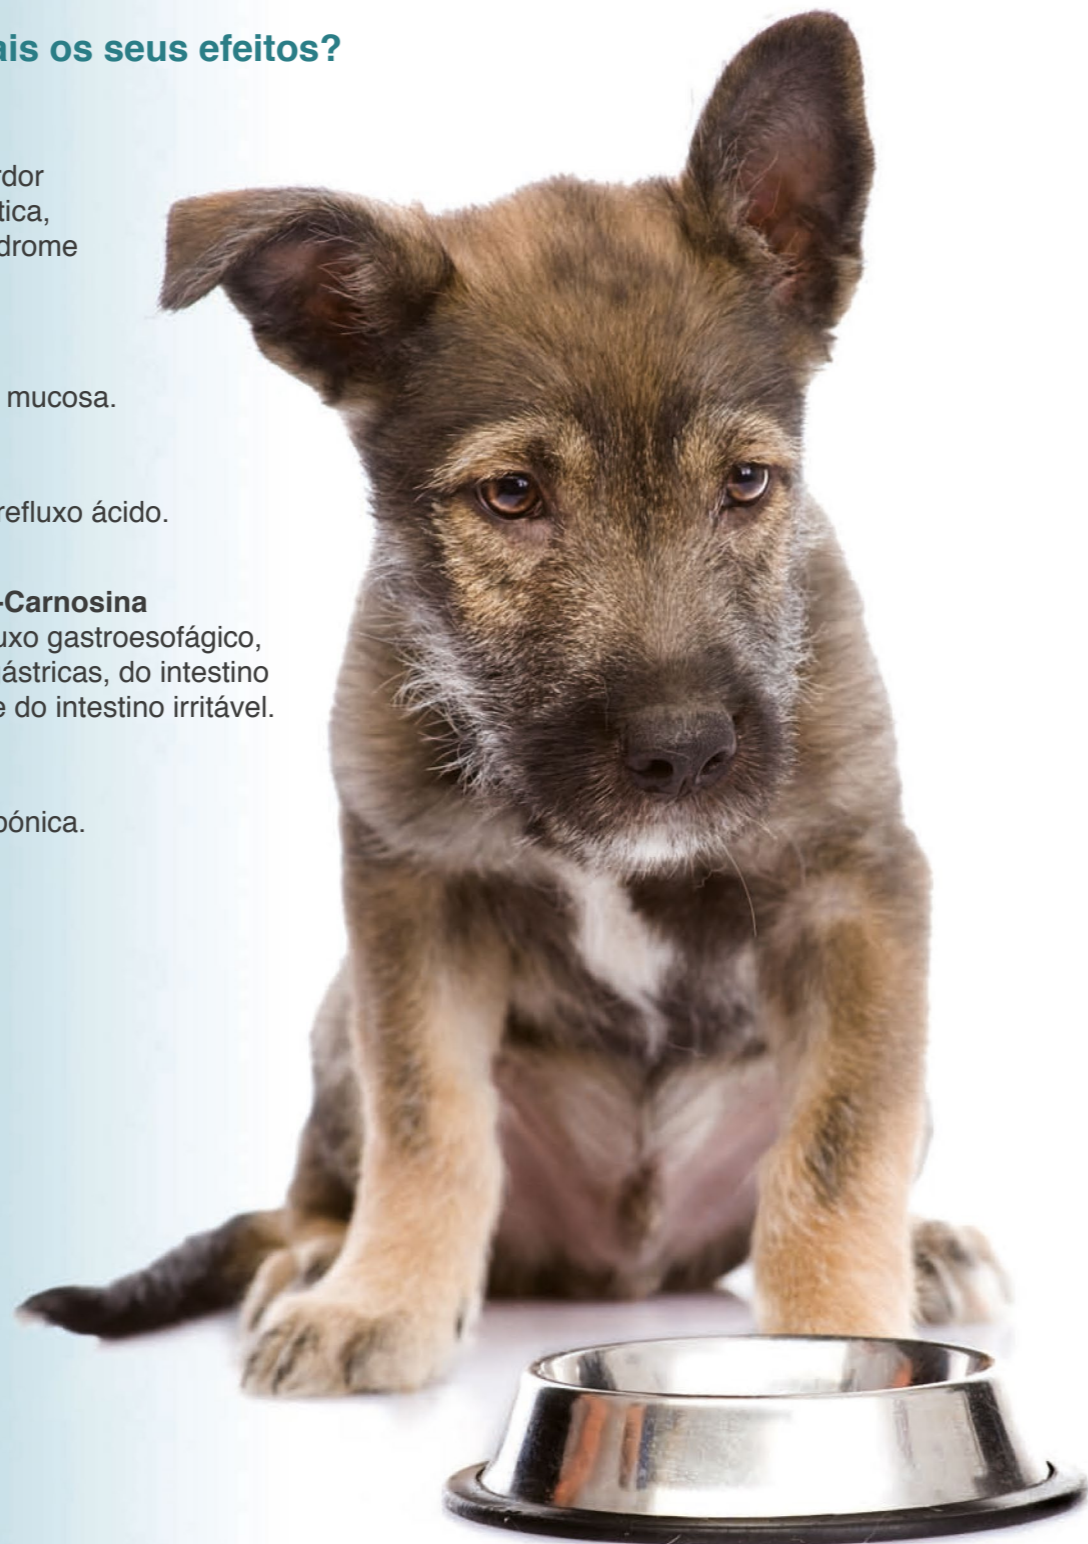 ais os seus efeitos?
rdor
tica,
drome
mucosa.
refluxo ácido.
-Carnosina
uxo gastroesofágico,
ástricas, do intestino
e do intestino irritável.
pónica.